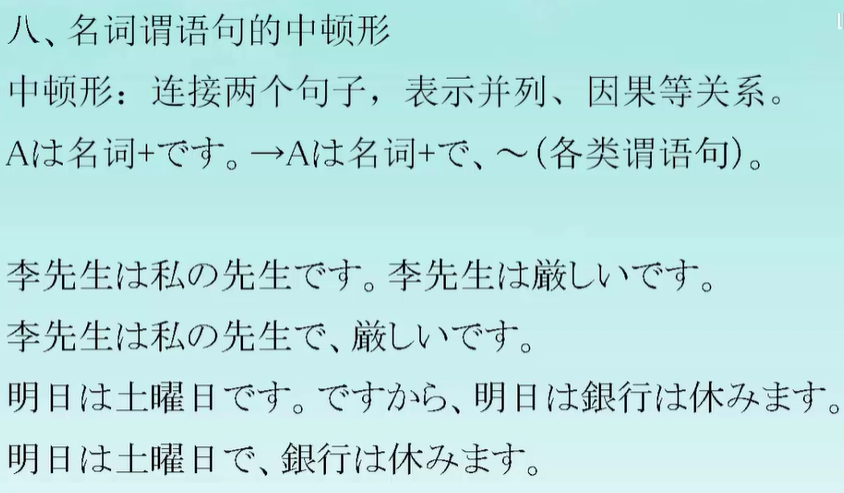 八、名词谓语句的中顿形
中顿形：连接两个句子，表示并列、因果等关系。
Aは名词+です。→Aは名词+で、～(各类谓语句)。
李先生は私の先生です。李先生は厳しいです。
李先生は私の先生で、厳しいです。
明日は土曜日です。ですから、明日は銀行は休みます。
明日は土曜日で、銀行は休みます。